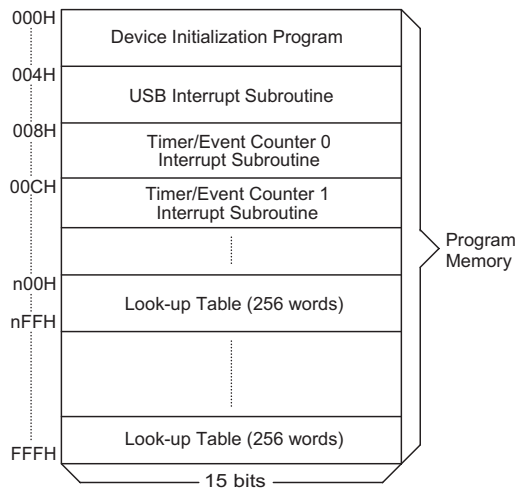 000H
Device Initialization Program
004H
USB Interrupt Subroutine
008H
Timer/Event Counter 0
Interrupt Subroutine
00CH
Timer/Event Counter 1
Interrupt Subroutine
Program
Memory
n00H
Look-up Table (256 words)
nFFH
Look-up Table (256 words)
FFFH
15 bits